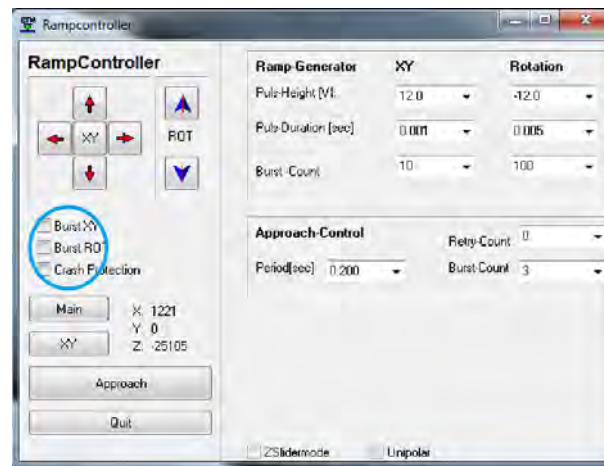 Rampcontroller
RampController
XY
ROT
Burst XY
Burst ROT
Crash Protection
Main
XY
X: 1221
Y: 0
Z: -25105
Approach
Quit
Ramp-Generator XY Rotation
Puls-Height [V]: 12.0 -12.0
Puls-Duration [sec] 0.001 0.005
Burst-Count 10 100
Approach-Control
Retry-Count 0
Period[sec] 0.200 Burst-Count 3
ZSlidermode Unipolar